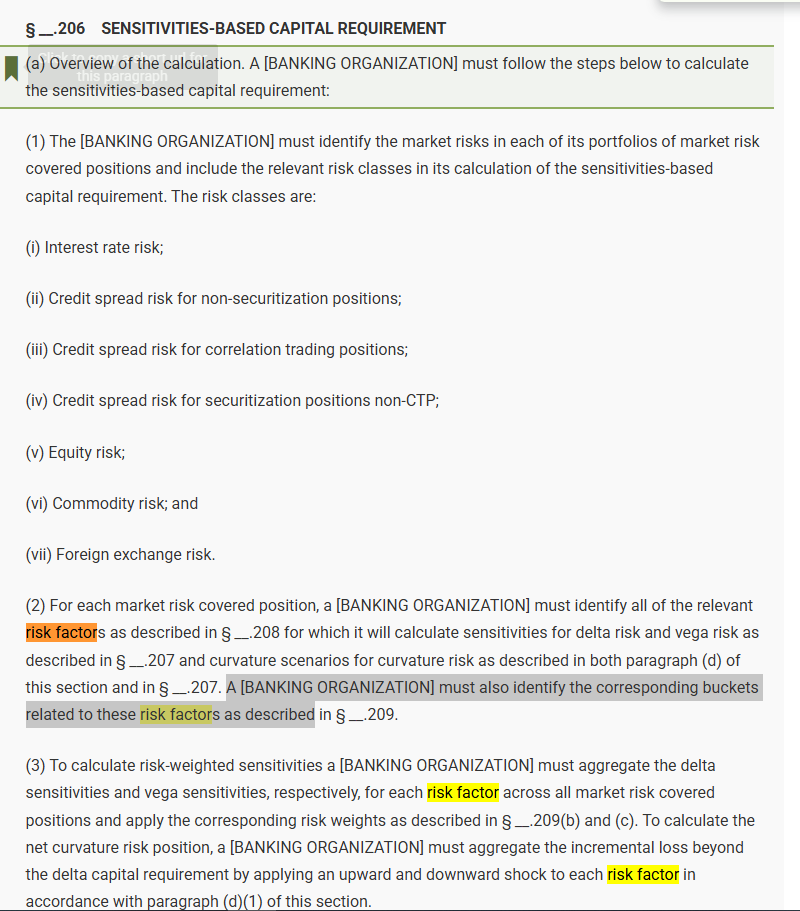 § __.206 SENSITIVITIES-BASED CAPITAL REQUIREMENT
Click to copy a short url for
this paragraph
(a) Overview of the calculation. A [BANKING ORGANIZATION] must follow the steps below to calculate
the sensitivities-based capital requirement:
(1) The [BANKING ORGANIZATION] must identify the market risks in each of its portfolios of market risk
covered positions and include the relevant risk classes in its calculation of the sensitivities-based
capital requirement. The risk classes are:
(i) Interest rate risk;
(ii) Credit spread risk for non-securitization positions;
(iii) Credit spread risk for correlation trading positions;
(iv) Credit spread risk for securitization positions non-CTP;
(v) Equity risk;
(vi) Commodity risk; and
(vii) Foreign exchange risk.
(2) For each market risk covered position, a [BANKING ORGANIZATION] must identify all of the relevant
risk factors as described in § __.208 for which it will calculate sensitivities for delta risk and vega risk as
described in § __.207 and curvature scenarios for curvature risk as described in both paragraph (d) of
this section and in § __.207. A [BANKING ORGANIZATION] must also identify the corresponding buckets
related to these risk factors as described in § __.209.
(3) To calculate risk-weighted sensitivities a [BANKING ORGANIZATION] must aggregate the delta
sensitivities and vega sensitivities, respectively, for each risk factor across all market risk covered
positions and apply the corresponding risk weights as described in § __.209(b) and (c). To calculate the
net curvature risk position, a [BANKING ORGANIZATION] must aggregate the incremental loss beyond
the delta capital requirement by applying an upward and downward shock to each risk factor in
accordance with paragraph (d)(1) of this section.